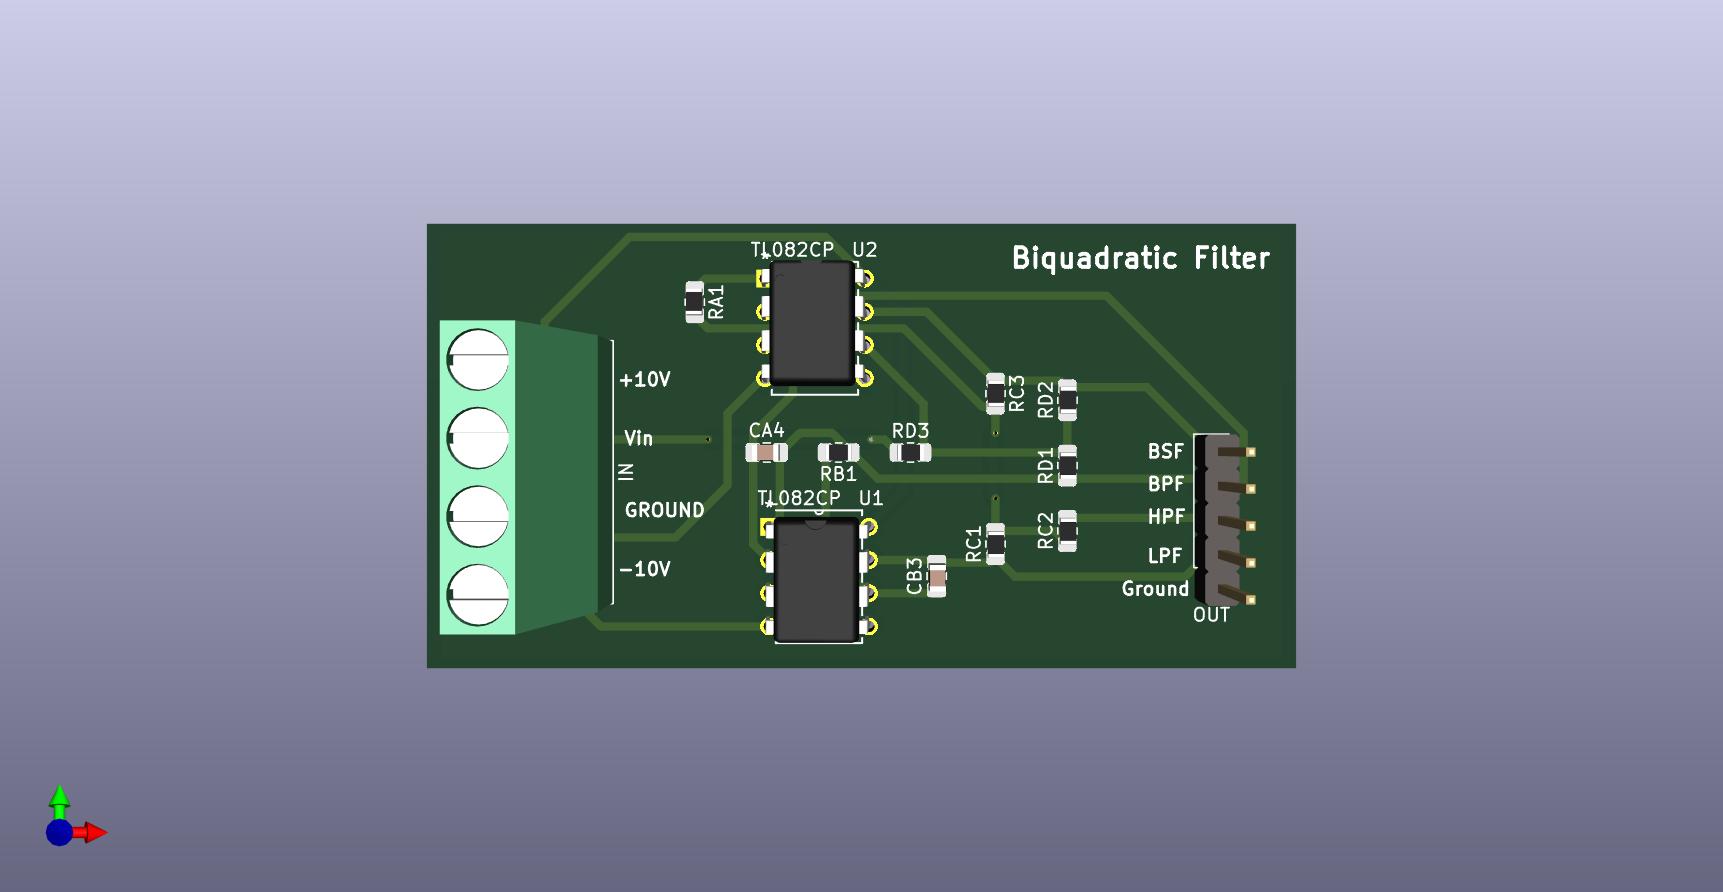 TL082CP U2
Biquadratic Filter
*
RA1
+10V
RC3
RD2
Vin
CA4
RD3
BSF
IN
RB1
RD1
BPF
TL082CP U1
*
GROUND
HPF
RC1
RC2
LPF
-10V
CB3
Ground
OUT